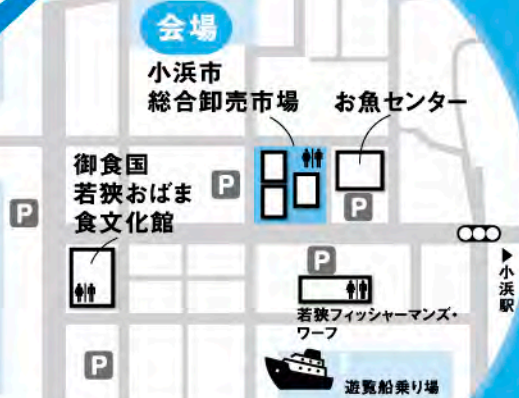 会場
小浜市
総合卸売市場
お魚センター
御食国
若狭おばま
食文化館
P
P
P
P
P
▶小浜駅
若狭フィッシャーマンズ・
ワーフ
遊覧船乗り場